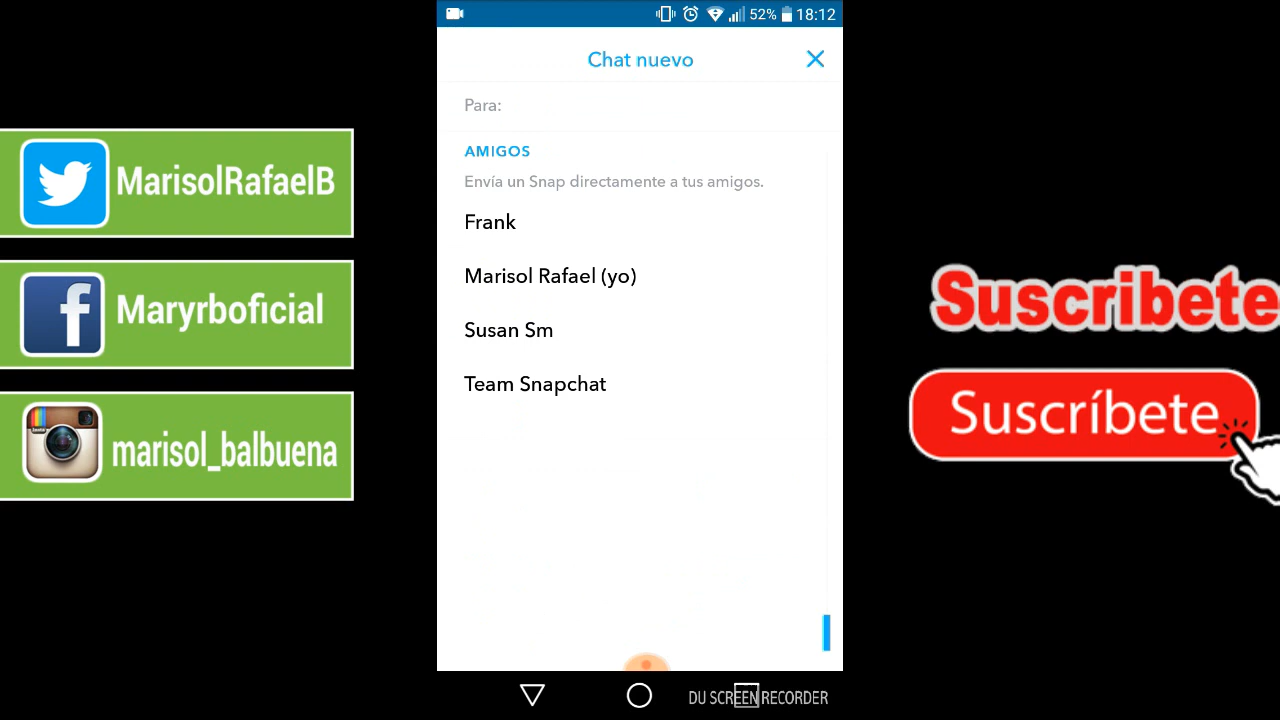 52% 18:12
Chat nuevo
Para:
AMIGOS
Envía un Snap directamente a tus amigos.
Frank
Marisol Rafael (yo)
Susan Sm
Team Snapchat
DU SCREEN RECORDER
MarisolRafaelB
Maryrboficial
marisol_balbuena
Suscribete
Suscríbete